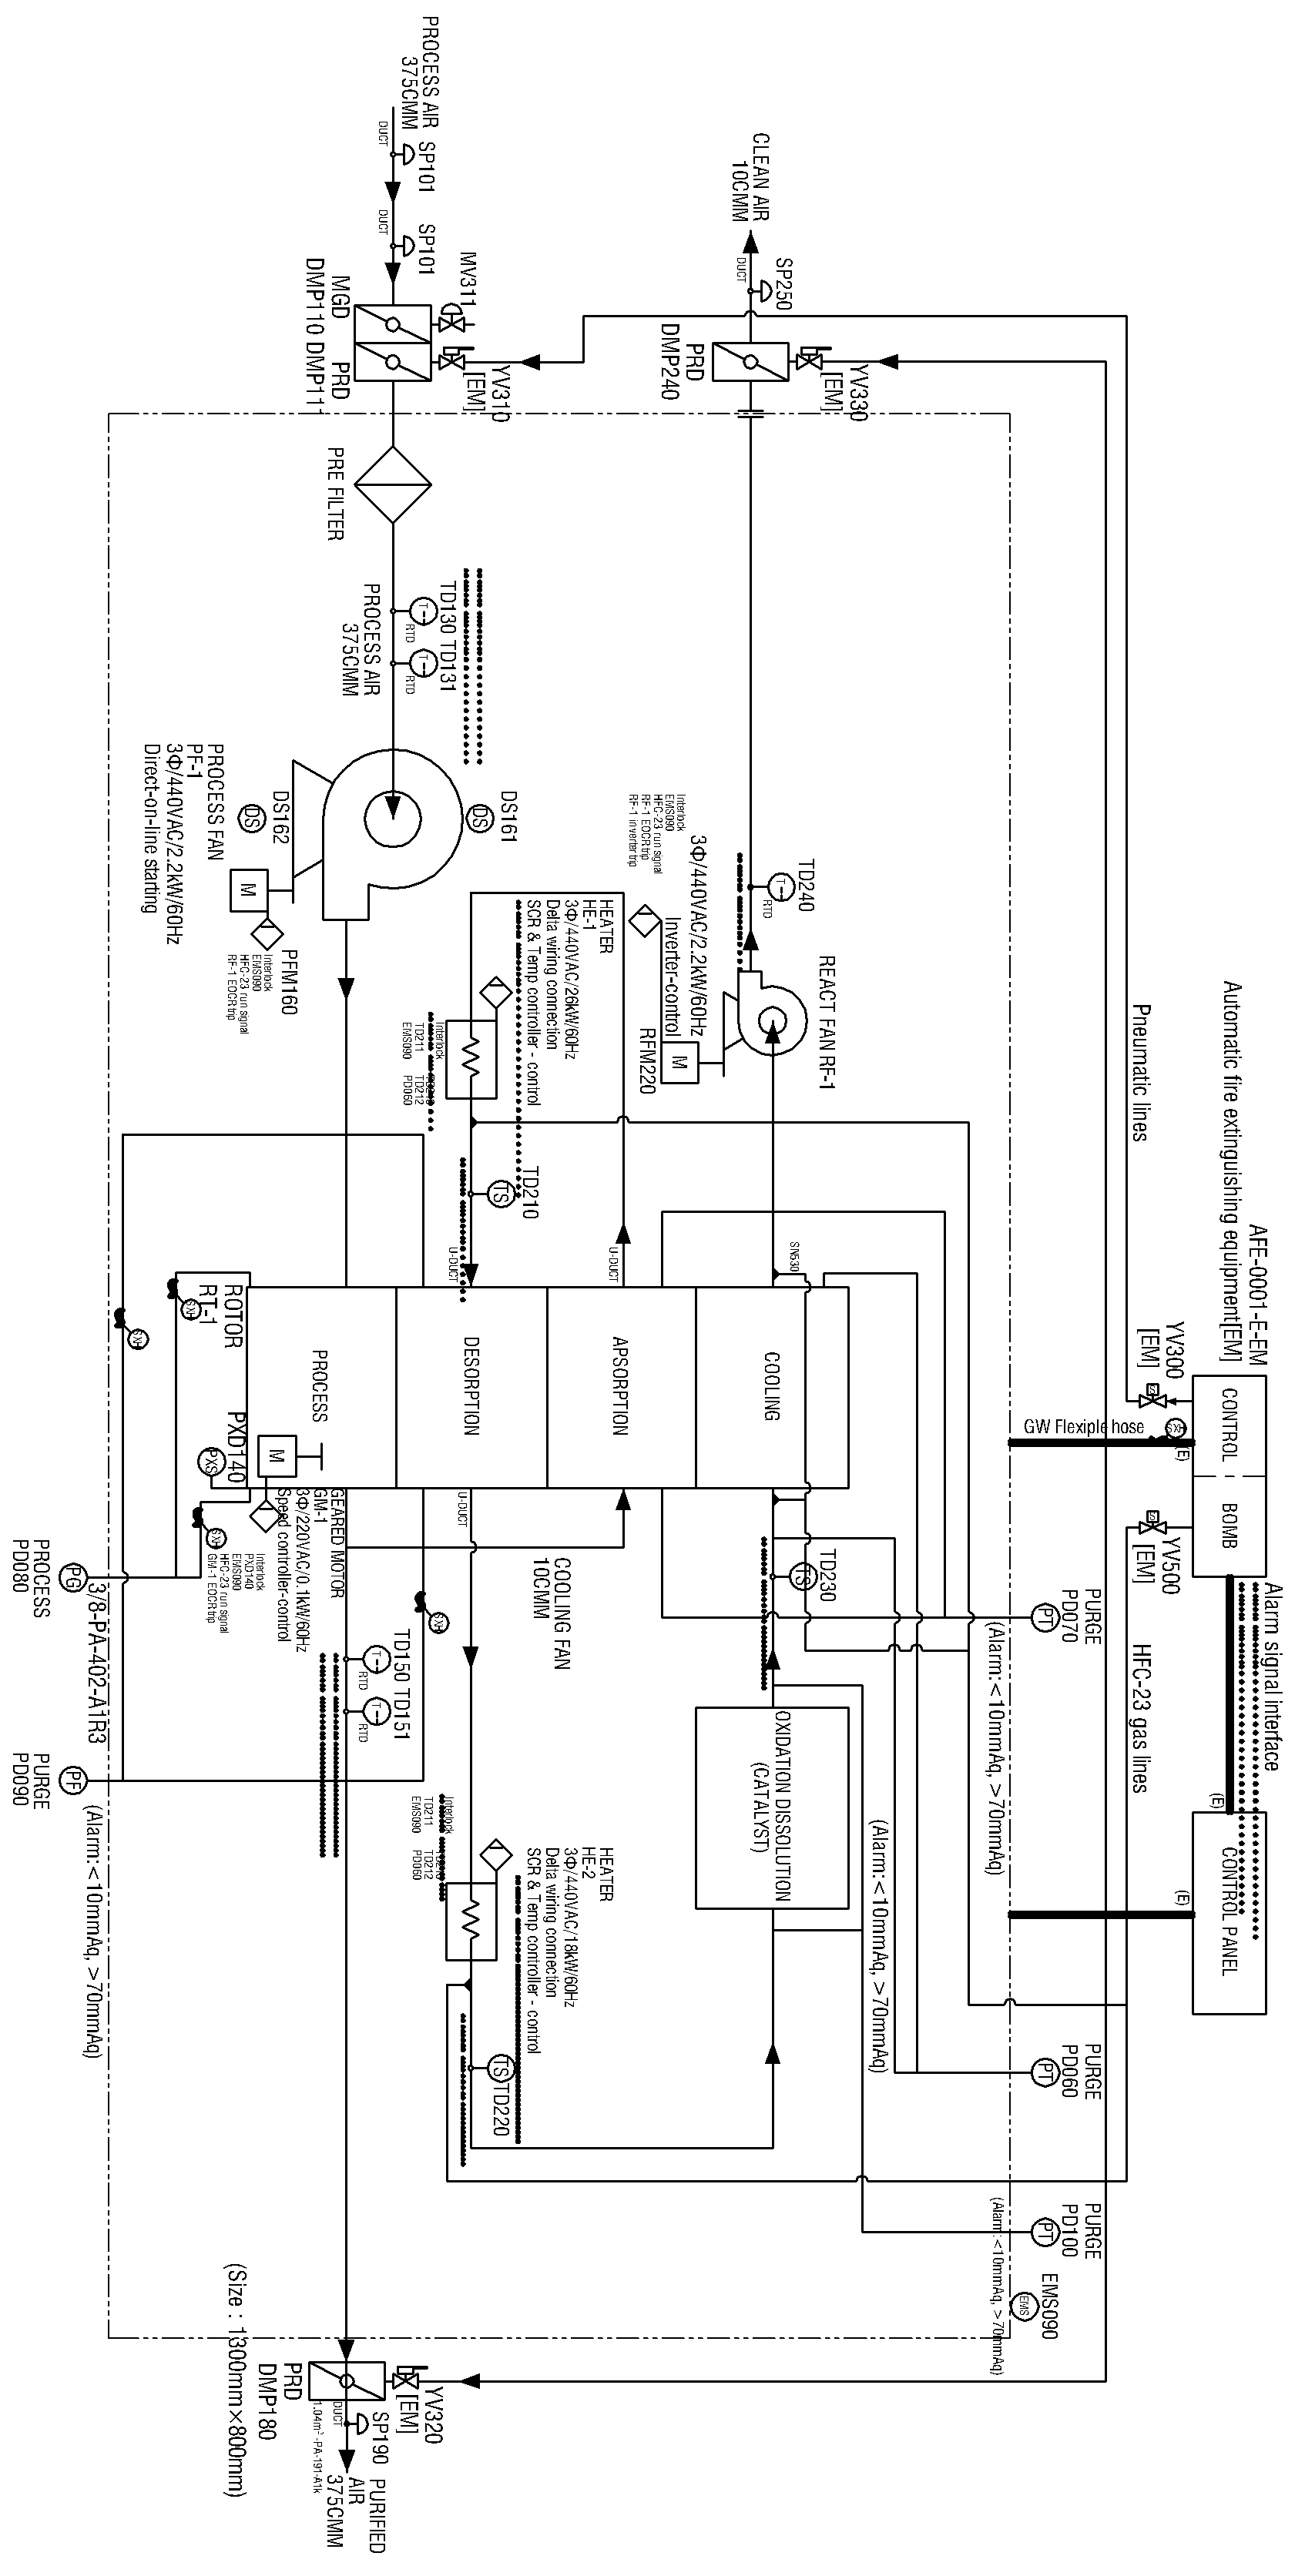 AFE-0001-E-EM
Automatic fire extinguishing equipment[EM]
CONTROL
BOMB
Alarm signal interface
CONTROL PANEL
(E)
(E)
(E)
YV300
[EM]
YV500
[EM]
GW Flexiple hose
SXH
Pneumatic lines
HFC-23 gas lines
PURGE
PD070
PT
(Alarm:<10mmAq, >70mmAq)
PURGE
PD060
PT
(Alarm:<10mmAq, >70mmAq)
PURGE
PD100
PT
(Alarm:<10mmAq, >70mmAq)
EMS090
EMS
CLEAN AIR
10CMM
SP250
DUCT
PRD
DMP240
YV330
[EM]
TD240
T
RTD
REACT FAN RF-1
3Φ/440VAC/2.2kW/60Hz
Inverter-control
RFM220
M
Interlock
EMS090
HFC-23 run signal
RF-1 EOCR trip
RF-1 inverter trip
SN530
COOLING
APSORPTION
DESORPTION
PROCESS
TD230
TS
OXIDATION DISSOLUTION
(CATALYST)
HEATER
HE-1
3Φ/440VAC/26kW/60Hz
Delta wiring connection
SCR & Temp controller - control
Interlock
TD211
TD212
EMS090
PD060
TD210
TS
U-DUCT
U-DUCT
U-DUCT
COOLING FAN
10CMM
HEATER
HE-2
3Φ/440VAC/18kW/60Hz
Delta wiring connection
SCR & Temp controller - control
Interlock
TD211
TD212
EMS090
PD060
TD220
TS
PROCESS AIR
375CMM
SP101
DUCT
SP101
DUCT
MV311
MGD
PRD
DMP110 DMP111
YV310
[EM]
PRE FILTER
TD130 TD131
T
RTD
T
RTD
PROCESS AIR
375CMM
DS161
DS
DS162
DS
PROCESS FAN
PF-1
3Φ/440VAC/2.2kW/60Hz
Direct-on-line starting
M
PFM160
Interlock
EMS090
HFC-23 run signal
RF-1 EOCR trip
ROTOR
RT-1
SXH
SXH
PXD140
PXS
M
GEARED MOTOR
GM-1
3Φ/220VAC/0.1kW/60Hz
Speed controller-control
Interlock
PXD140
EMS090
HFC-23 run signal
GM-1 EOCR trip
SXH
SXH
TD150 TD151
T
RTD
T
RTD
PROCESS
PD080
PG
3/8-PA-402-A1R3
PURGE
PD090
PF
(Alarm:<10mmAq, >70mmAq)
(Size : 1300mm×800mm)
PRD
DMP180
YV320
[EM]
SP190
DUCT
1.04m²-PA-191-A1k
PURIFIED
AIR
375CMM